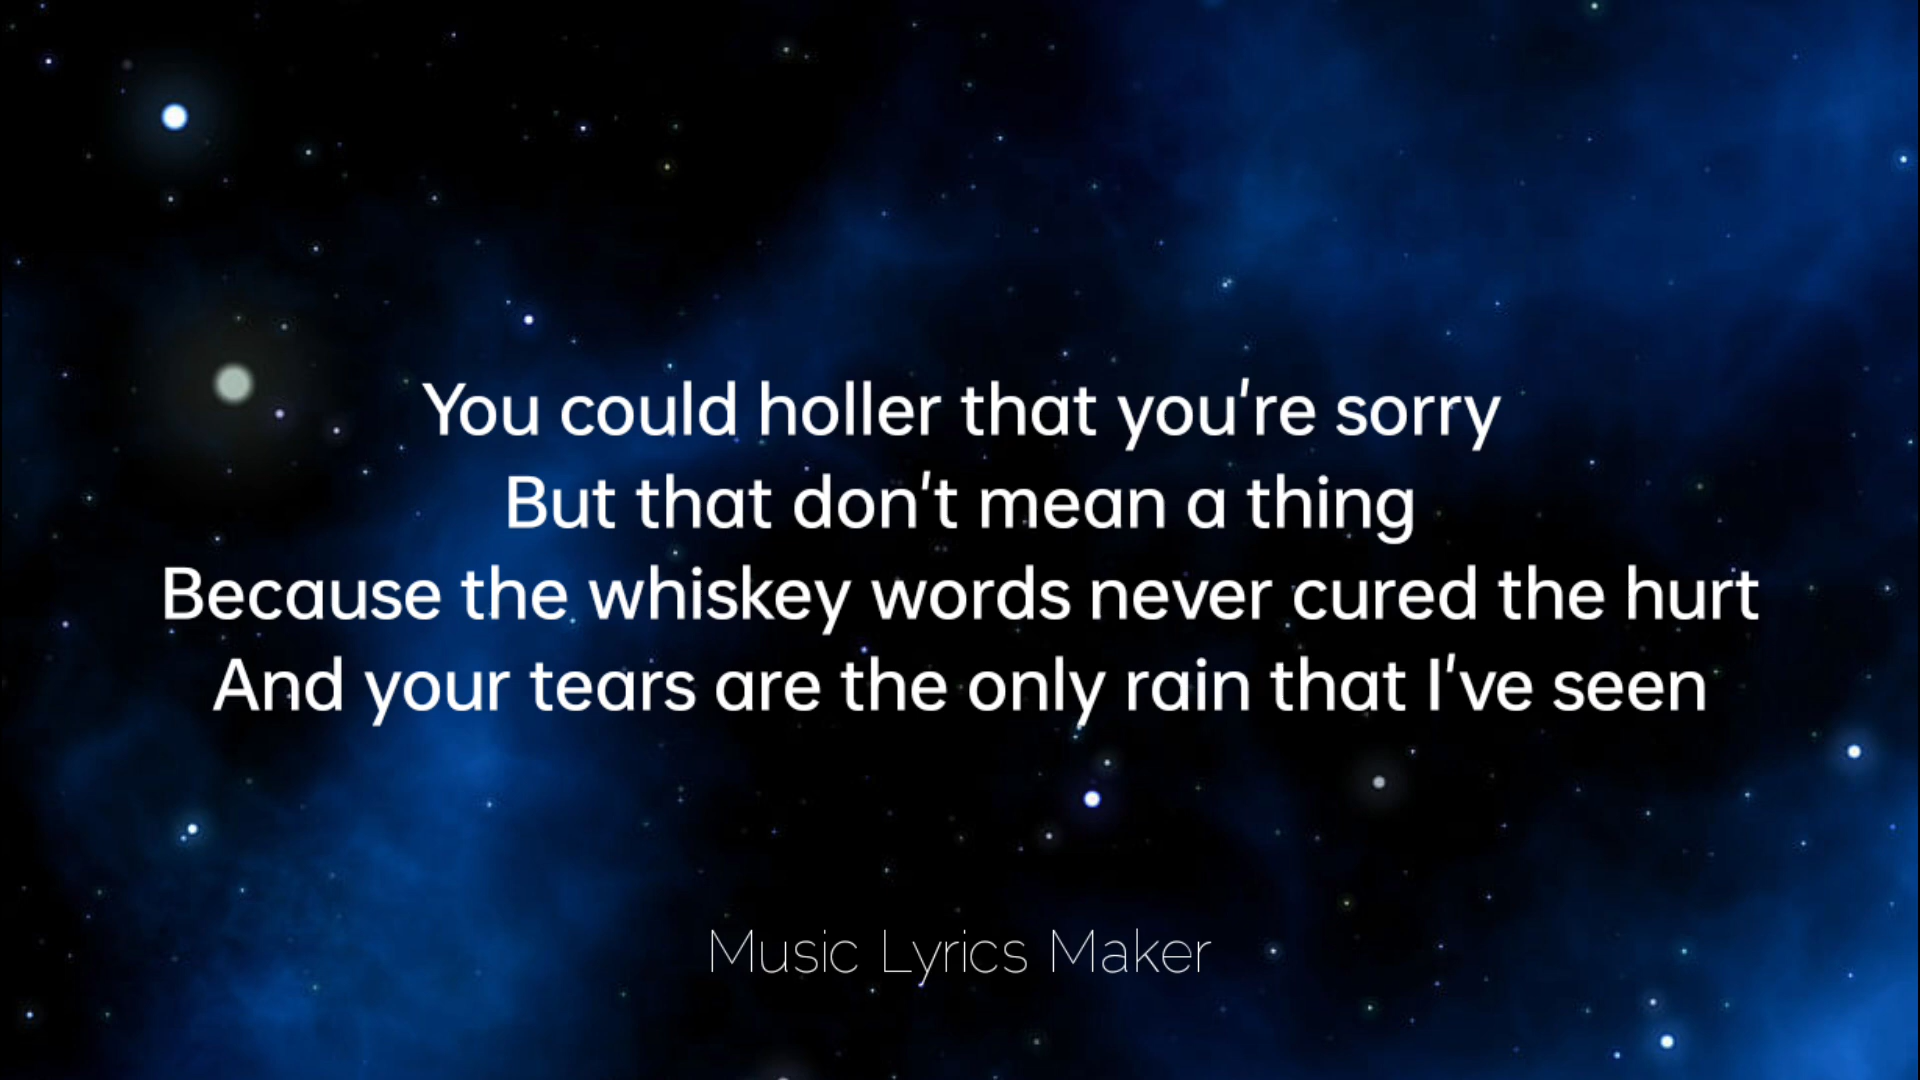 You could holler that you're sorry
But that don't mean a thing
Because the whiskey words never cured the hurt
And your tears are the only rain that I've seen
Music Lyrics Maker